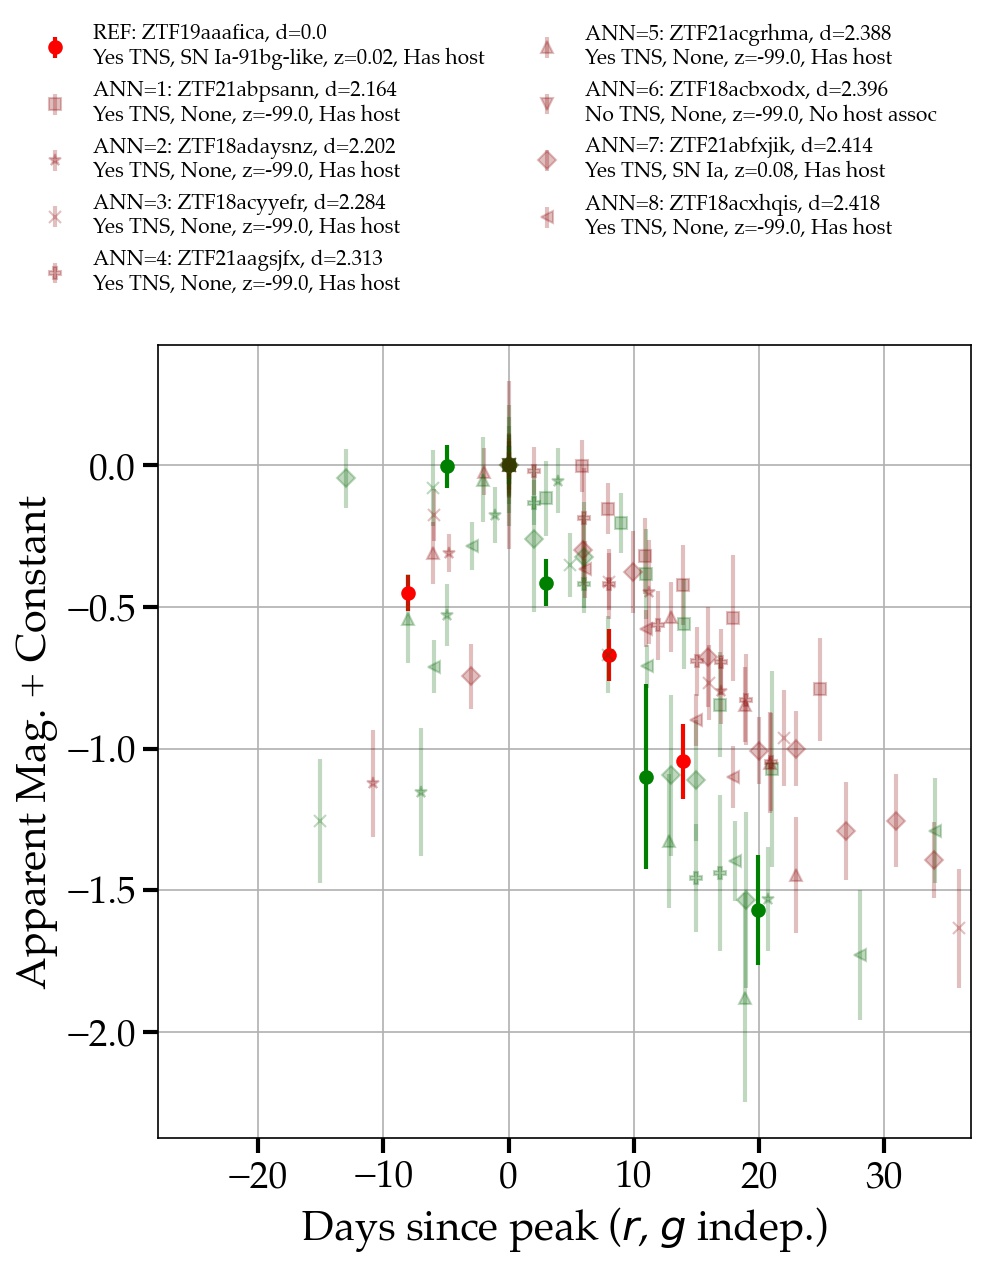 REF: ZTF19aaafica, d=0.0
Yes TNS, SN Ia-91bg-like, z=0.02, Has host
ANN=1: ZTF21abpsann, d=2.164
Yes TNS, None, z=-99.0, Has host
ANN=2: ZTF18adaysnz, d=2.202
Yes TNS, None, z=-99.0, Has host
ANN=3: ZTF18acyyefr, d=2.284
Yes TNS, None, z=-99.0, Has host
ANN=4: ZTF21aagsjfx, d=2.313
Yes TNS, None, z=-99.0, Has host
ANN=5: ZTF21acgrhma, d=2.388
Yes TNS, None, z=-99.0, Has host
ANN=6: ZTF18acbxodx, d=2.396
No TNS, None, z=-99.0, No host assoc
ANN=7: ZTF21abfxjik, d=2.414
Yes TNS, SN Ia, z=0.08, Has host
ANN=8: ZTF18acxhqis, d=2.418
Yes TNS, None, z=-99.0, Has host
Apparent Mag. + Constant
0.0
−0.5
−1.0
−1.5
−2.0
−20 −10 0 10 20 30
Days since peak (r, g indep.)